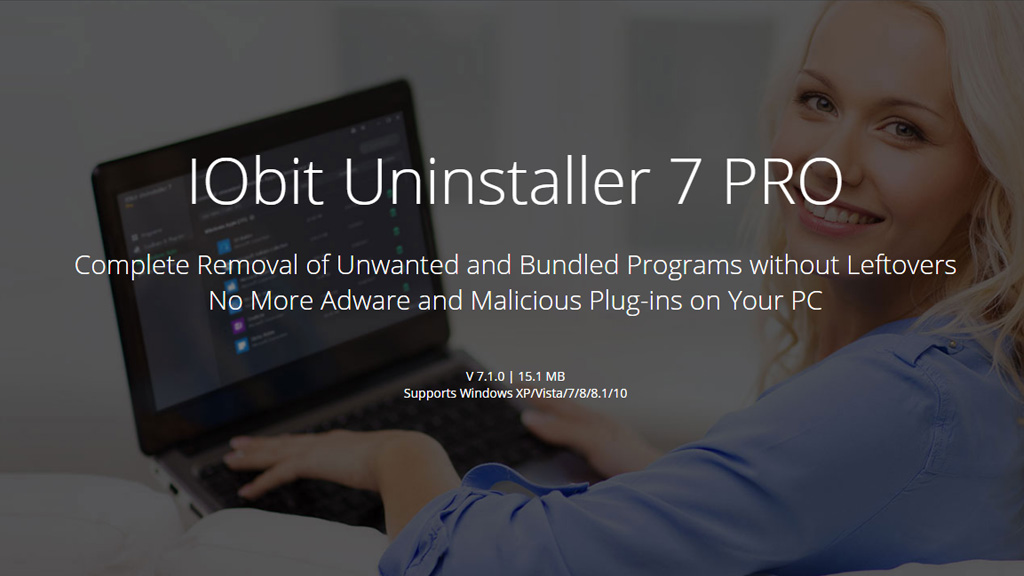 IObit Uninstaller 7 PRO
Complete Removal of Unwanted and Bundled Programs without Leftovers
No More Adware and Malicious Plug-ins on Your PC
V 7.1.0 | 15.1 MB
Supports Windows XP/Vista/7/8/8.1/10